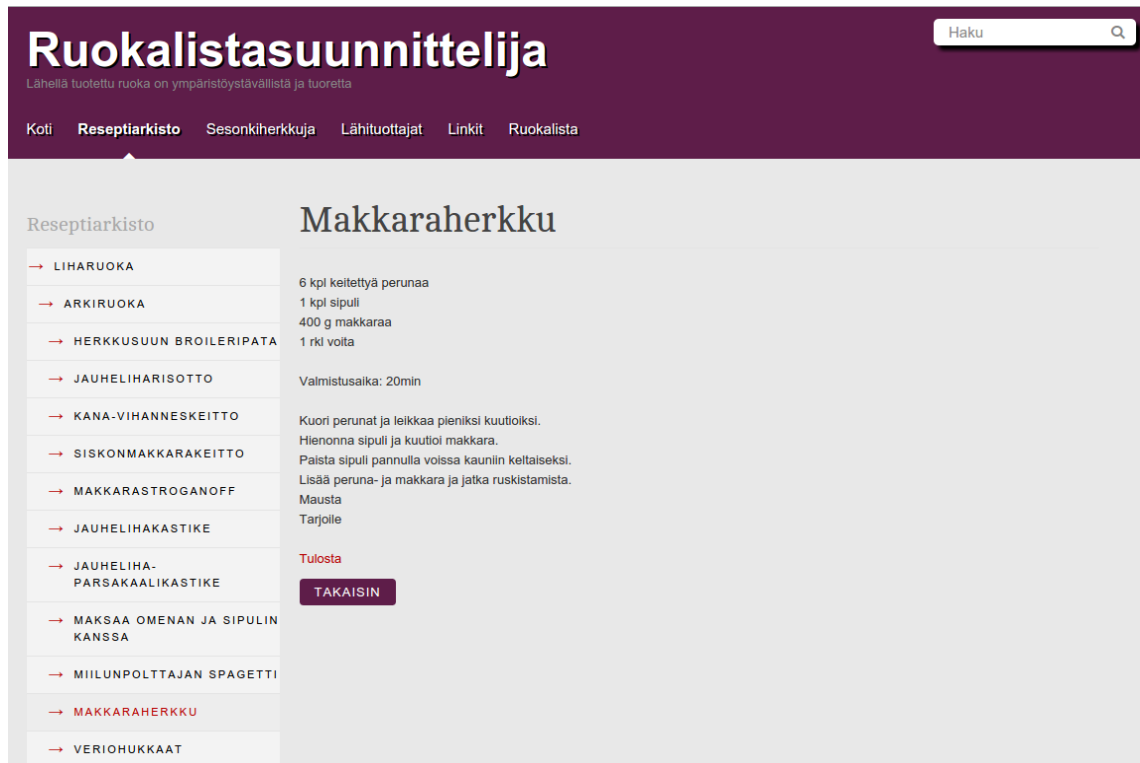 Ruokalistasuunnittelija
Haku
Lähellä tuotettu ruoka on ympäristöystävällistä ja tuoretta
Koti Reseptiarkisto Sesonkiherkkuja Lähituottajat Linkit Ruokalista
Reseptiarkisto
→ LIHARUOKA
→ ARKIRUOKA
→ HERKKUSUUN BROILERIPATA
→ JAUHELIHARISOTTO
→ KANA-VIHANNESKEITTO
→ SISKONMAKKARAKEITTO
→ MAKKARASTROGANOFF
→ JAUHELIHAKASTIKE
→ JAUHELIHA-
PARSAKAALIKASTIKE
→ MAKSAA OMENAN JA SIPULIN
KANSSA
→ MIILUNPOLTTAJAN SPAGETTI
→ MAKKARAHERKKU
→ VERIOHUKKAAT
Makkaraherkku
6 kpl keitettyä perunaa
1 kpl sipuli
400 g makkaraa
1 rkl voita
Valmistusaika: 20min
Kuori perunat ja leikkaa pieniksi kuutioiksi.
Hienonna sipuli ja kuutioi makkara.
Paista sipuli pannulla voissa kauniin keltaiseksi.
Lisää peruna- ja makkara ja jatka ruskistamista.
Mausta
Tarjoile
Tulosta
TAKAISIN